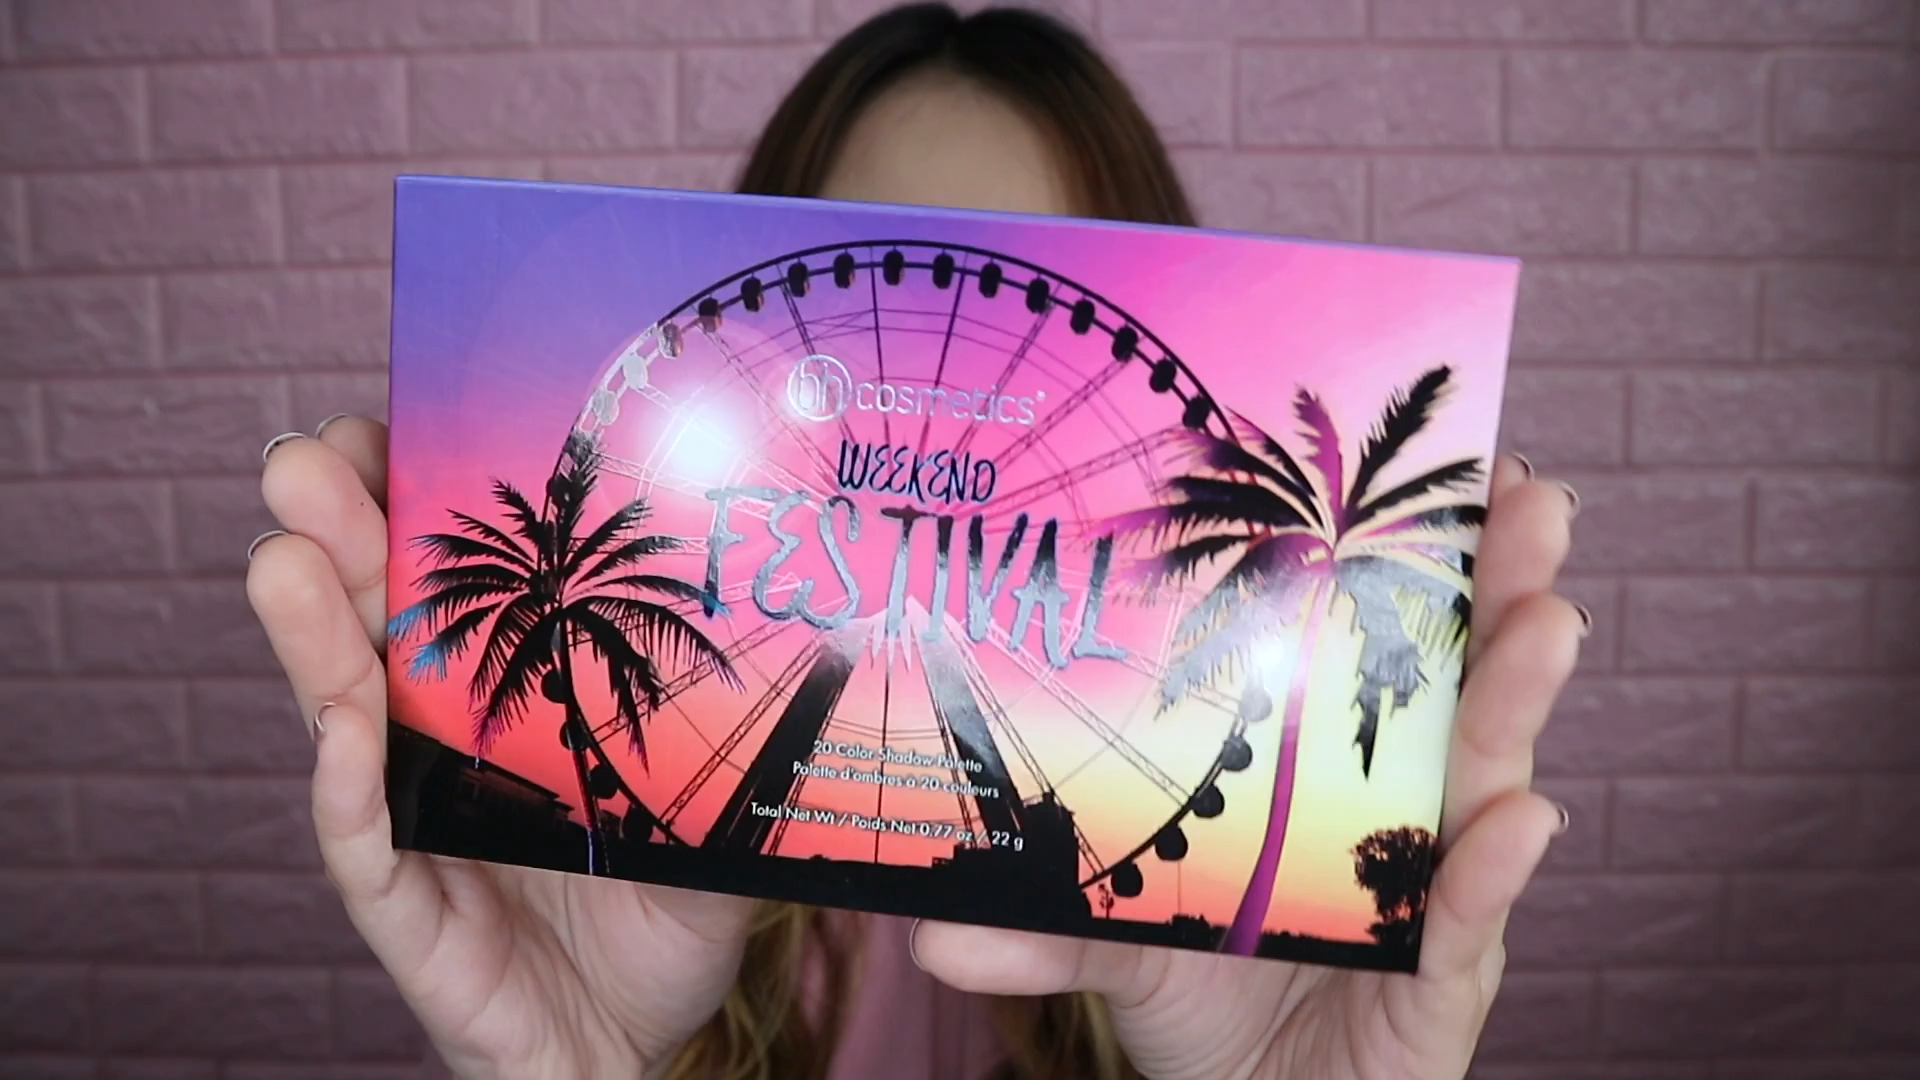 bh cosmetics®
WEEKEND
FESTIVAL
20 Color Shadow Palette
Palette d'ombres à 20 couleurs
Total Net Wt / Poids Net 0.77 oz / 22 g